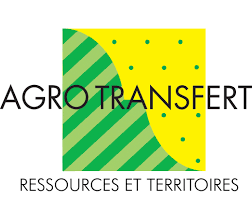 AGRO TRANSFERT
RESSOURCES ET TERRITOIRES